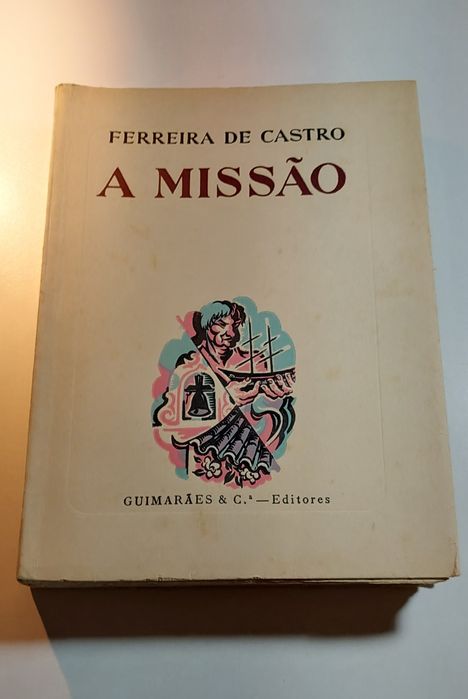 FERREIRA DE CASTRO
A MISSÃO
GUIMARÃES & C.ª—Editores